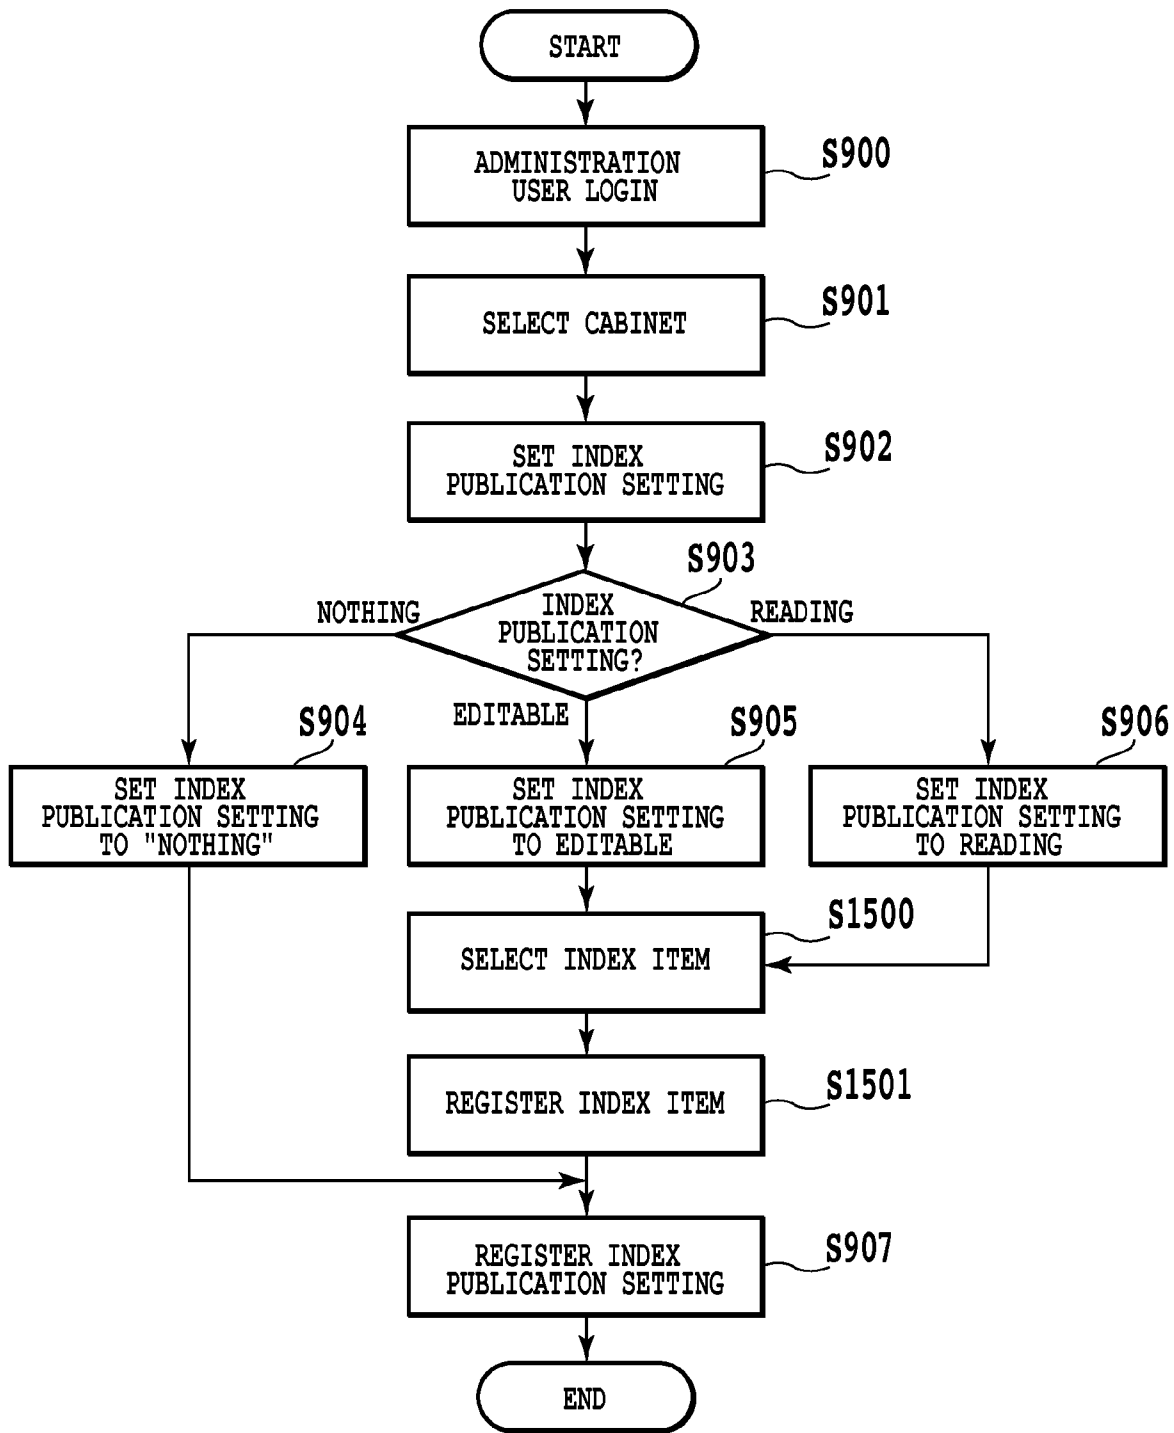 START
ADMINISTRATION
USER LOGIN
S900
SELECT CABINET
S901
SET INDEX
PUBLICATION SETTING
S902
INDEX
PUBLICATION
SETTING?
S903
NOTHING
EDITABLE
READING
SET INDEX
PUBLICATION SETTING
TO "NOTHING"
S904
SET INDEX
PUBLICATION SETTING
TO EDITABLE
S905
SET INDEX
PUBLICATION SETTING
TO READING
S906
SELECT INDEX ITEM
S1500
REGISTER INDEX ITEM
S1501
REGISTER INDEX
PUBLICATION SETTING
S907
END